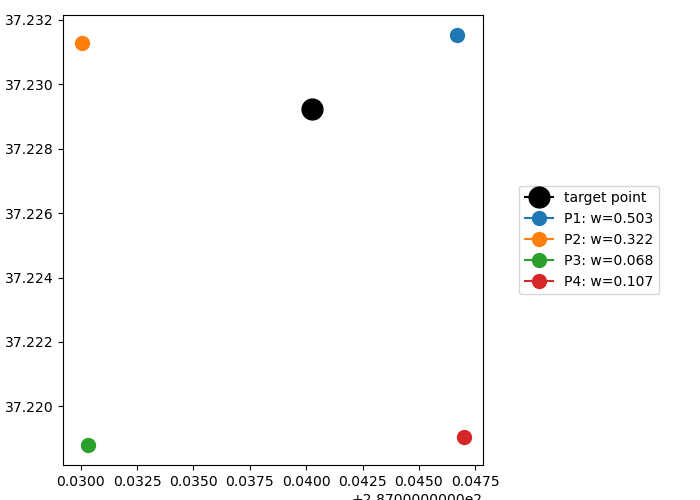 37.232
37.230
37.228
37.226
37.224
37.222
37.220
0.0300 0.0325 0.0350 0.0375 0.0400 0.0425 0.0450 0.0475
+2.8700000000e2
target point
P1: w=0.503
P2: w=0.322
P3: w=0.068
P4: w=0.107